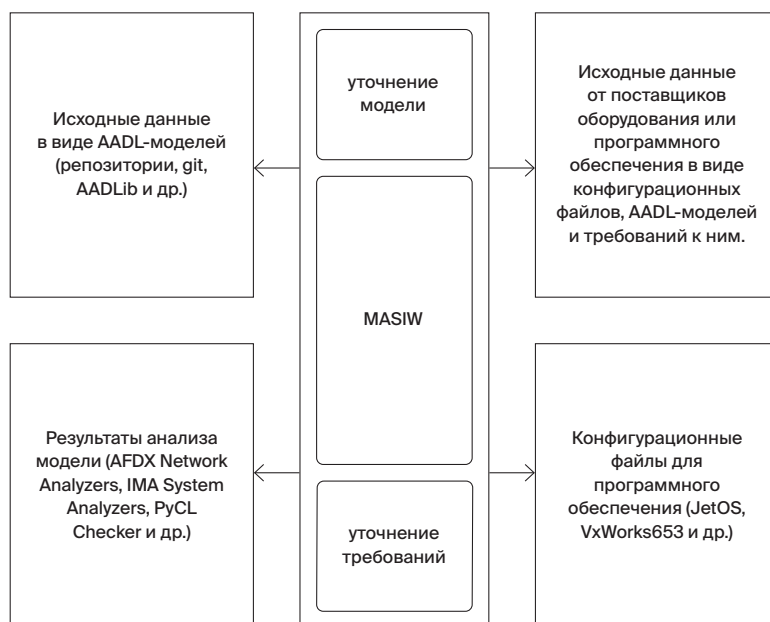 Исходные данные
в виде AADL-моделей
(репозитории, git,
AADLib и др.)
уточнение
модели
Исходные данные
от поставщиков
оборудования или
программного
обеспечения в виде
конфигурационных
файлов, AADL-моделей
и требований к ним.
MASIW
Результаты анализа
модели (AFDX Network
Analyzers, IMA System
Analyzers, PyCL
Checker и др.)
уточнение
требований
Конфигурационные
файлы для
программного
обеспечения (JetOS,
VxWorks653 и др.)